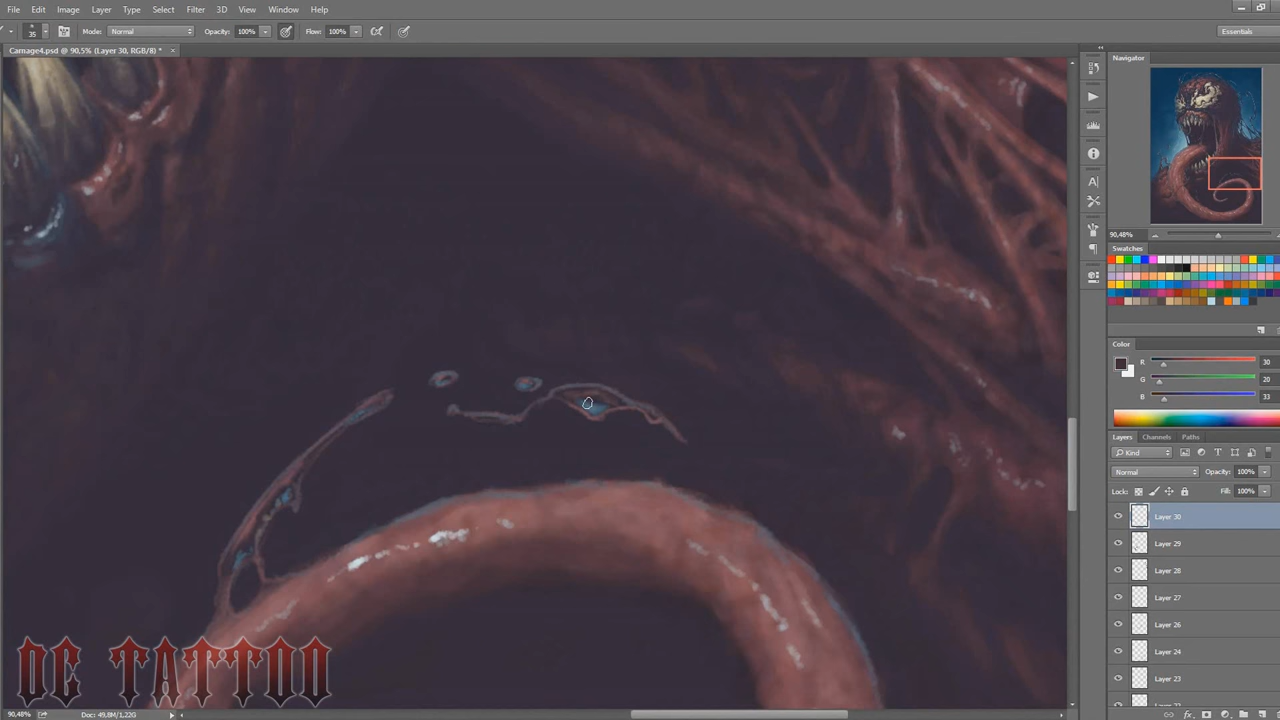 File Edit Image Layer Type Select Filter 3D View Window Help
35 Mode: Normal Opacity: 100% Flow: 100% Essentials
Carnage4.psd @ 90,5% (Layer 30, RGB/8) * ×
Navigator
90,48%
Swatches
Color
R 30
G 20
B 33
Layers Channels Paths
Kind
Normal Opacity: 100%
Lock: Fill: 100%
Layer 30
Layer 29
Layer 28
Layer 27
Layer 26
Layer 24
Layer 23
DC TATTOO
90,48% Doc: 49,8M/1,22G